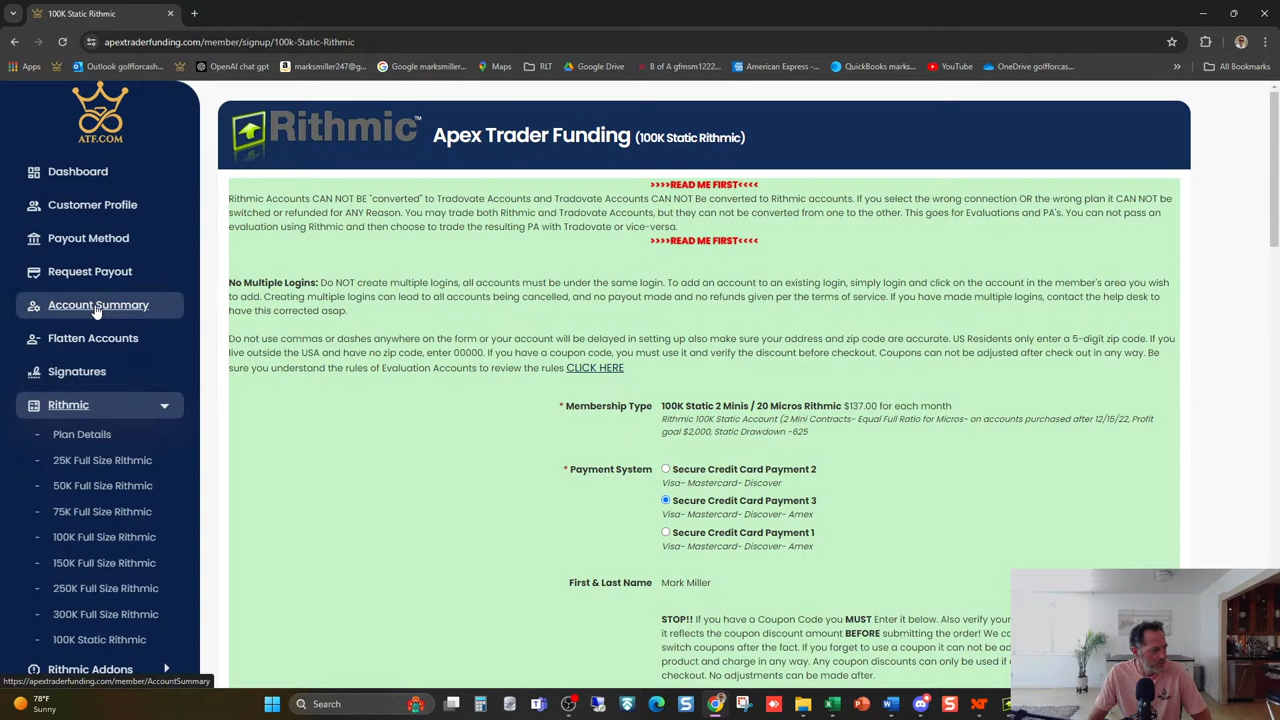 100K Static Rithmic
apextraderfunding.com/member/signup/100k-Static-Rithmic
Apps
Outlook golfforcash...
OpenAI chat gpt
marksmiller247@g...
Google marksmiller...
Maps
RLT
Google Drive
B of A gfmsm1222...
American Express -...
QuickBooks marks...
YouTube
OneDrive golfforcas...
All Bookmarks
ATF.COM
Dashboard
Customer Profile
Payout Method
Request Payout
Account Summary
Flatten Accounts
Signatures
Rithmic
- Plan Details
- 25K Full Size Rithmic
- 50K Full Size Rithmic
- 75K Full Size Rithmic
- 100K Full Size Rithmic
- 150K Full Size Rithmic
- 250K Full Size Rithmic
- 300K Full Size Rithmic
- 100K Static Rithmic
Rithmic Addons
https://apextraderfunding.com/member/AccountSummary
Rithmic™ Apex Trader Funding (100K Static Rithmic)
>>>>READ ME FIRST<<<<
Rithmic Accounts CAN NOT BE "converted" to Tradovate Accounts and Tradovate Accounts CAN NOT Be converted to Rithmic accounts. If you select the wrong connection OR the wrong plan it CAN NOT be
switched or refunded for ANY Reason. You may trade both Rithmic and Tradovate Accounts, but they can not be converted from one to the other. This goes for Evaluations and PA's. You can not pass an
evaluation using Rithmic and then choose to trade the resulting PA with Tradovate or vice-versa.
>>>>READ ME FIRST<<<<
No Multiple Logins: Do NOT create multiple logins, all accounts must be under the same login. To add an account to an existing login, simply login and click on the account in the member's area you wish
to add. Creating multiple logins can lead to all accounts being cancelled, and no payout made and no refunds given per the terms of service. If you have made multiple logins, contact the help desk to
have this corrected asap.
Do not use commas or dashes anywhere on the form or your account will be delayed in setting up also make sure your address and zip code are accurate. US Residents only enter a 5-digit zip code. If you
live outside the USA and have no zip code, enter 00000. If you have a coupon code, you must use it and verify the discount before checkout. Coupons can not be adjusted after check out in any way. Be
sure you understand the rules of Evaluation Accounts to review the rules CLICK HERE
* Membership Type 100K Static 2 Minis / 20 Micros Rithmic $137.00 for each month
Rithmic 100K Static Account (2 Mini Contracts- Equal Full Ratio for Micros- on accounts purchased after 12/15/22, Profit
goal $2,000, Static Drawdown -625
* Payment System Secure Credit Card Payment 2
Visa- Mastercard- Discover
Secure Credit Card Payment 3
Visa- Mastercard- Discover- Amex
Secure Credit Card Payment 1
Visa- Mastercard- Discover- Amex
First & Last Name Mark Miller
STOP!! If you have a Coupon Code you MUST Enter it below. Also verify your
it reflects the coupon discount amount BEFORE submitting the order! We c
switch coupons after the fact. If you forget to use a coupon it can not be ad
product and charge in any way. Any coupon discounts can only be used if
checkout. No adjustments can be made after.
78°F
Sunny
Search